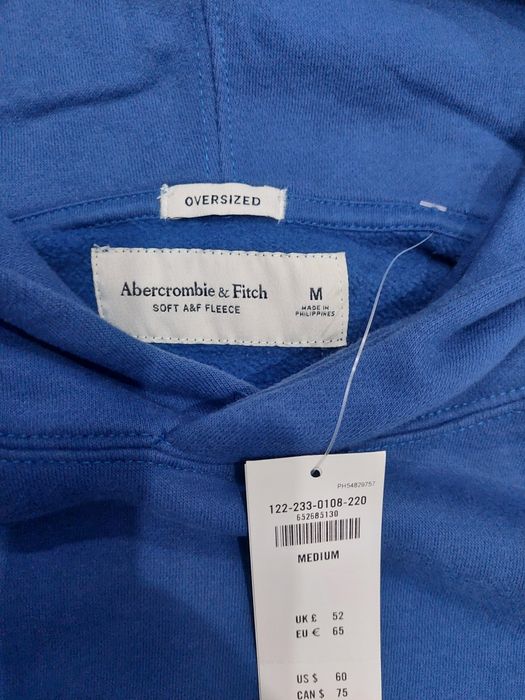 OVERSIZED
Abercrombie & Fitch
SOFT A&F FLEECE
M
MADE IN
PHILIPPINES
PH54829757
122-233-0108-220
652685130
MEDIUM
UK £ 52
EU € 65
US $ 60
CAN $ 75